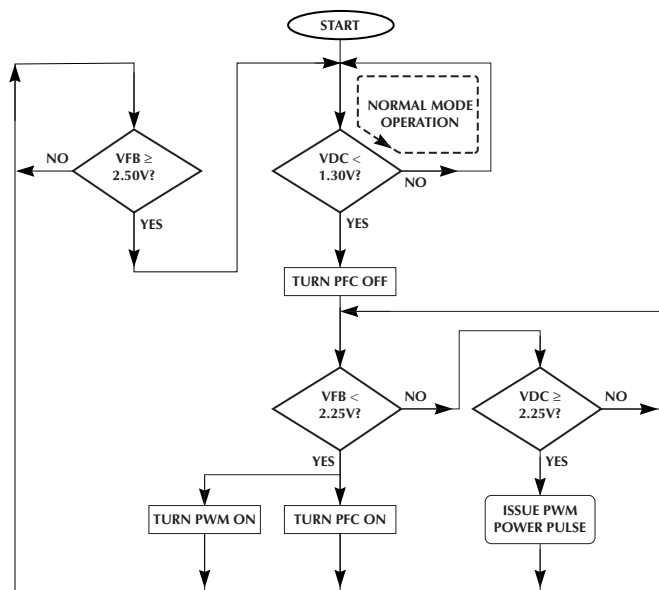 START
NORMAL MODE
OPERATION
NO
VFB ≥
2.50V?
VDC <
1.30V?
NO
YES
YES
TURN PFC OFF
VFB <
2.25V?
NO
VDC ≥
2.25V?
NO
YES
YES
TURN PWM ON
TURN PFC ON
ISSUE PWM
POWER PULSE